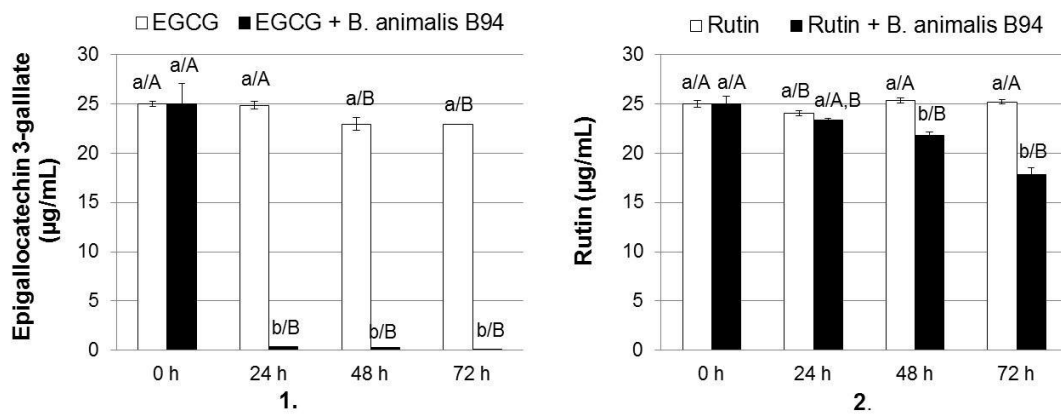 EGCG EGCG + B. animalis B94
Epigallocatechin 3-galllate
(µg/mL)
30
25
20
15
10
5
0
a/A a/A a/A a/B a/B
b/B b/B b/B
0 h 24 h 48 h 72 h
1.
Rutin Rutin + B. animalis B94
Rutin (µg/mL)
30
25
20
15
10
5
0
a/A a/A a/B a/A,B a/A b/B a/A b/B
0 h 24 h 48 h 72 h
2.